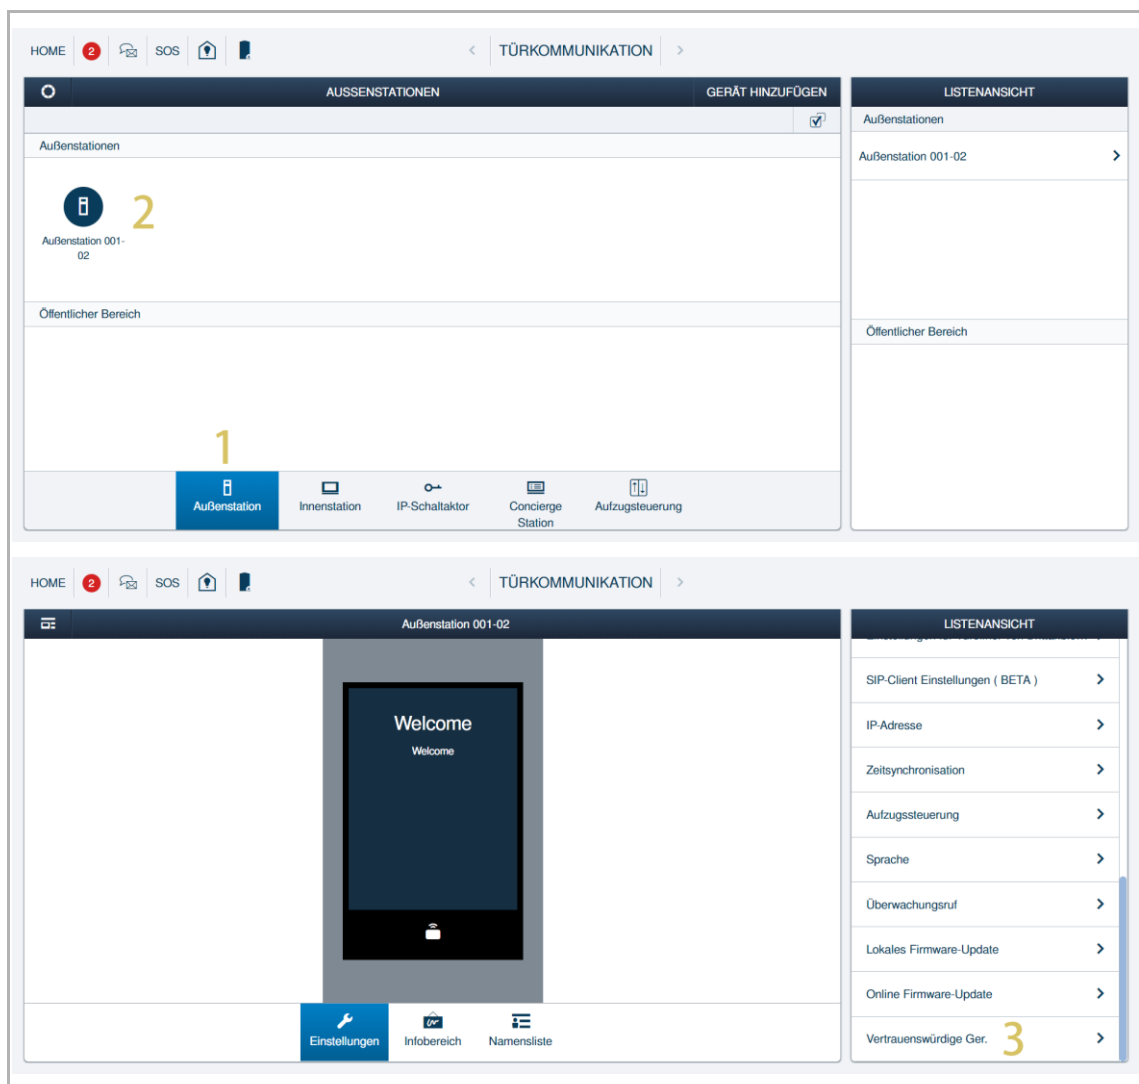 HOME 2 SOS < TÜRKOMMUNIKATION >
AUSSENSTATIONEN GERÄT HINZUFÜGEN
Außenstationen
Außenstation 001-
02
2
Öffentlicher Bereich
1
Außenstation Innenstation IP-Schaltaktor Concierge Station Aufzugsteuerung
LISTENANSICHT
Außenstationen
Außenstation 001-02
Öffentlicher Bereich
HOME 2 SOS < TÜRKOMMUNIKATION >
Außenstation 001-02
Welcome
Welcome
Einstellungen Infobereich Namensliste
LISTENANSICHT
SIP-Client Einstellungen ( BETA )
IP-Adresse
Zeitsynchronisation
Aufzugssteuerung
Sprache
Überwachungsruf
Lokales Firmware-Update
Online Firmware-Update
Vertrauenswürdige Ger. 3